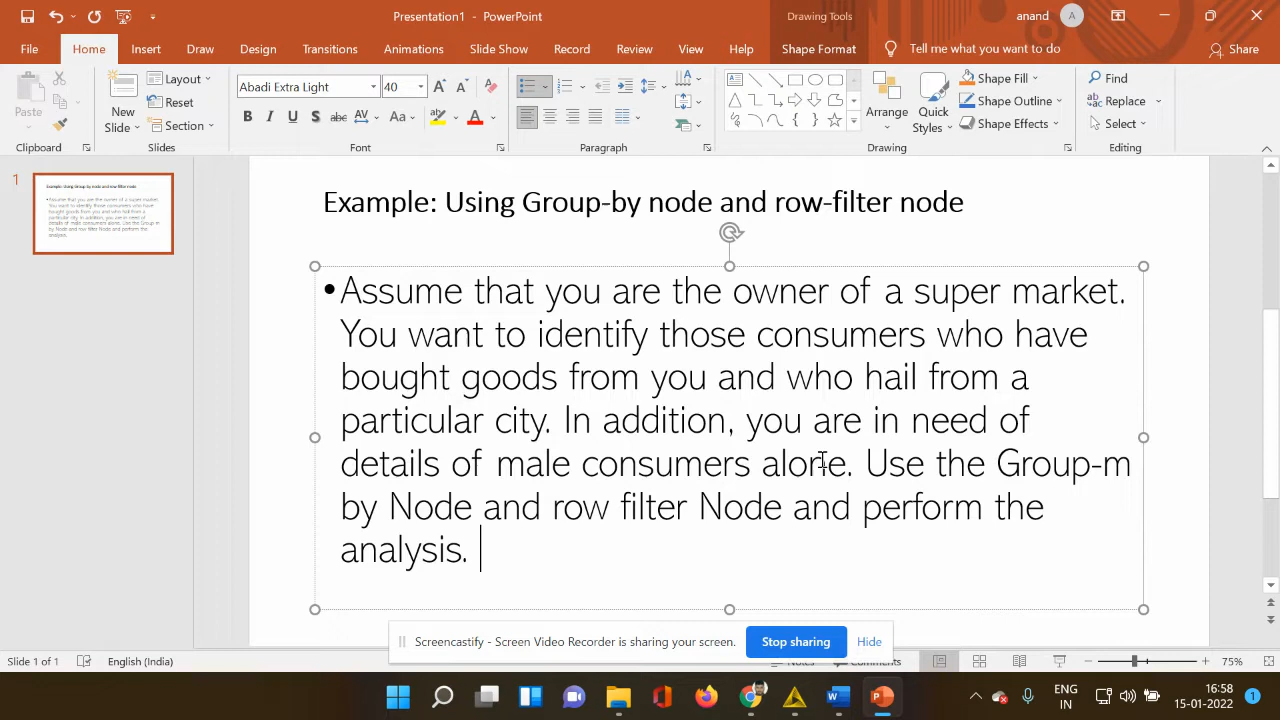 Presentation1 - PowerPoint
Drawing Tools
anand
A
File
Home
Insert
Draw
Design
Transitions
Animations
Slide Show
Record
Review
View
Help
Shape Format
Tell me what you want to do
Share
Paste
New
Slide
Layout
Reset
Section
Abadi Extra Light
40
B
I
U
S
abc
AV
Aa
A
Arrange
Quick
Styles
Shape Fill
Shape Outline
Shape Effects
Find
Replace
Select
Clipboard
Slides
Font
Paragraph
Drawing
Editing
1
Example: Using Group-by node and row-filter node
•Assume that you are the owner of a super market.
You want to identify those consumers who have
bought goods from you and who hail from a
particular city. In addition, you are in need of
details of male consumers alone. Use the Group-m
by Node and row filter Node and perform the
analysis.
Screencastify - Screen Video Recorder is sharing your screen.
Stop sharing
Hide
Slide 1 of 1
English (India)
Notes
Comments
75%
ENG
IN
16:58
15-01-2022
1